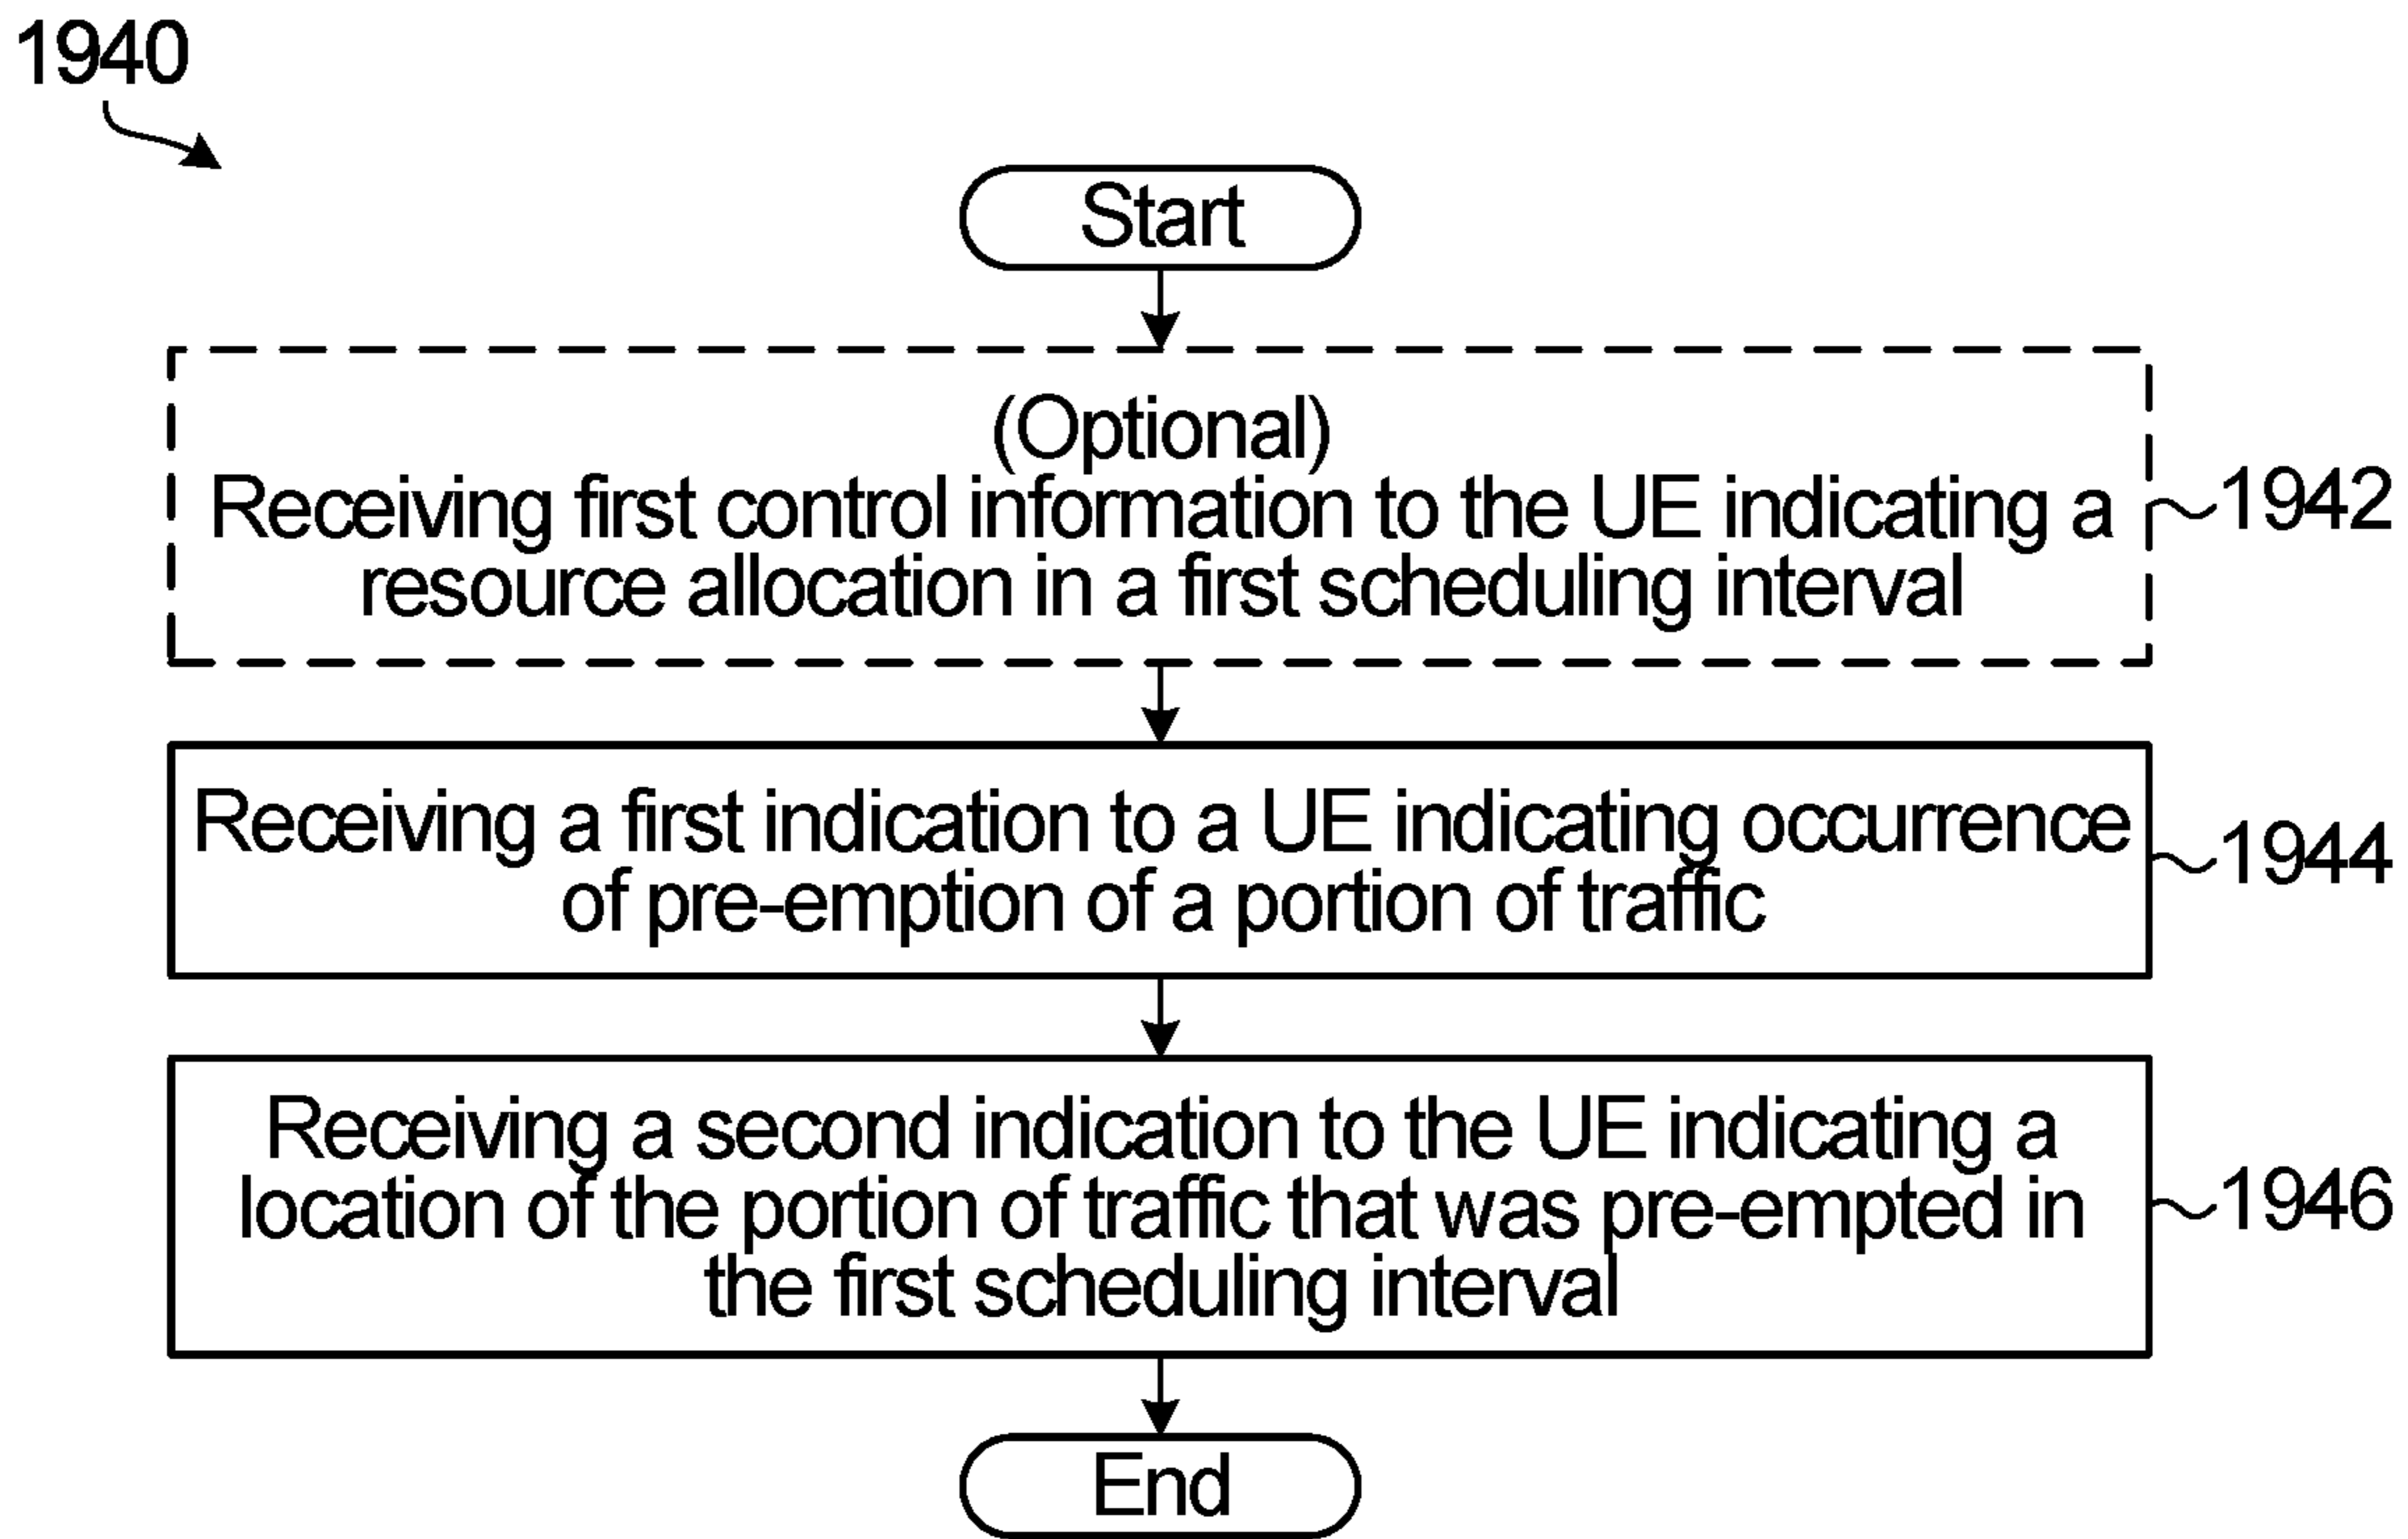 1940
Start
(Optional)
Receiving first control information to the UE indicating a
resource allocation in a first scheduling interval
1942
Receiving a first indication to a UE indicating occurrence
of pre-emption of a portion of traffic
1944
Receiving a second indication to the UE indicating a
location of the portion of traffic that was pre-empted in
the first scheduling interval
1946
End